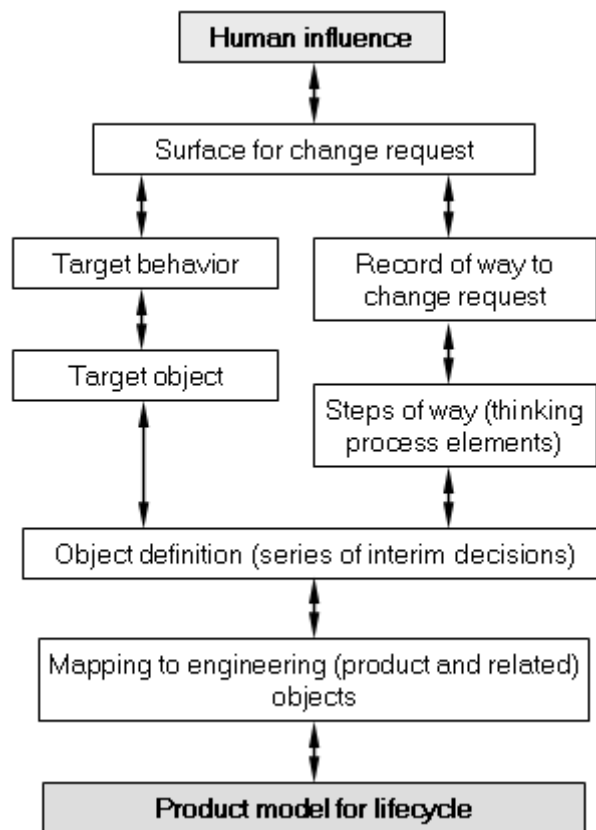 Human influence
Surface for change request
Target behavior
Record of way to
change request
Target object
Steps of way (thinking
process elements)
Object definition (series of interim decisions)
Mapping to engineering (product and related)
objects
Product model for lifecycle